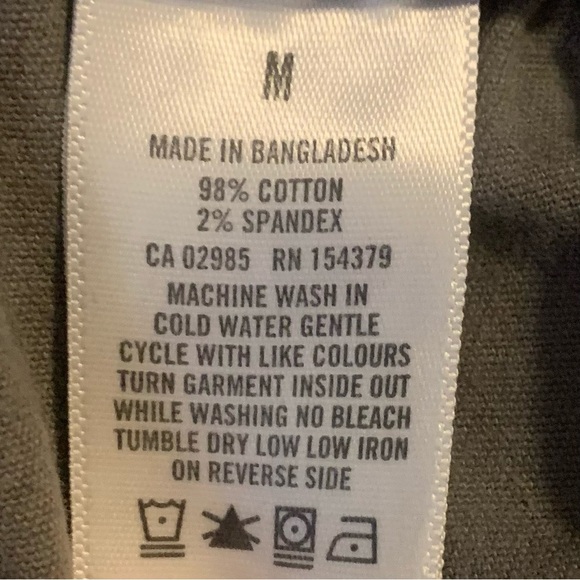 M
MADE IN BANGLADESH
98% COTTON
2% SPANDEX
CA 02985 RN 154379
MACHINE WASH IN
COLD WATER GENTLE
CYCLE WITH LIKE COLOURS
TURN GARMENT INSIDE OUT
WHILE WASHING NO BLEACH
TUMBLE DRY LOW LOW IRON
ON REVERSE SIDE